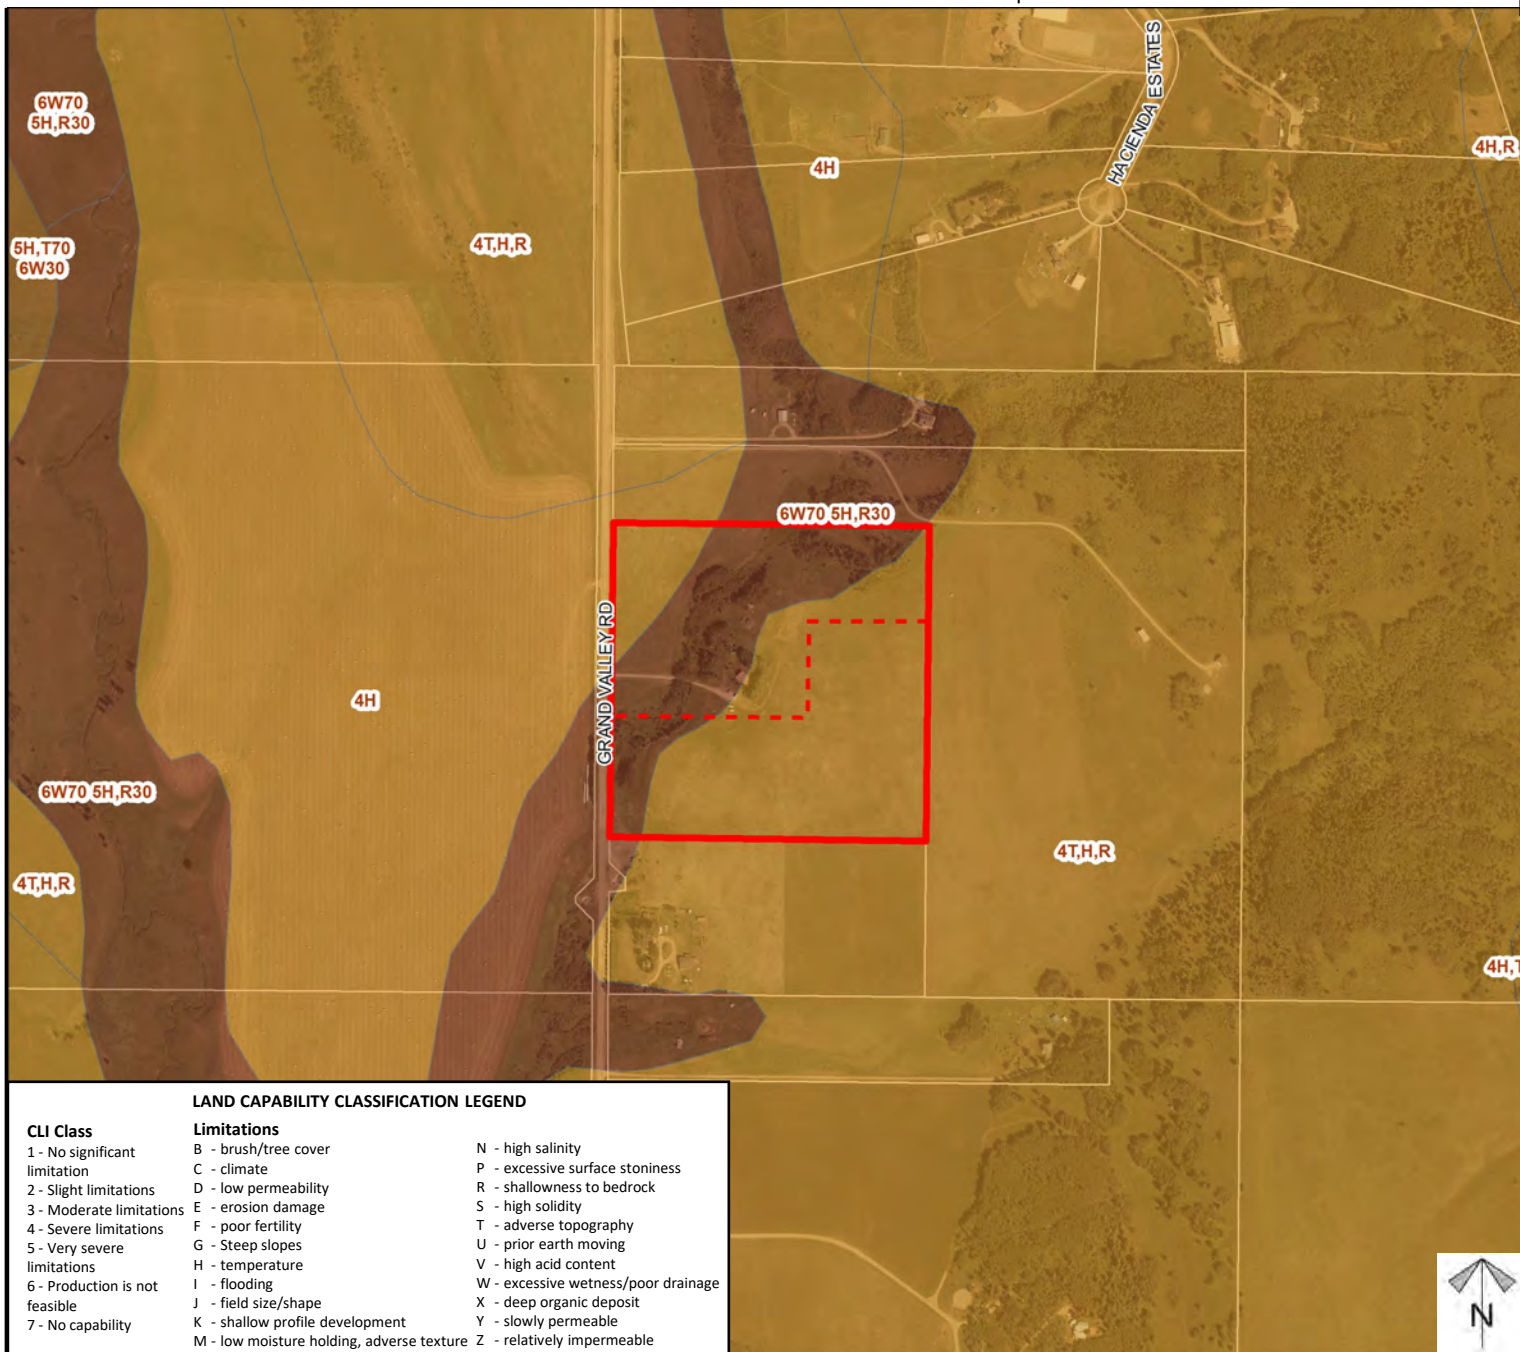 HACIENDA ESTATES
6W70
5H,R30
4H,R
4H
5H,T70
6W30
4T,H,R
6W70 5H,R30
GRAND VALLEY RD
4H
6W70 5H,R30
4T,H,R
4T,H,R
4H,T
LAND CAPABILITY CLASSIFICATION LEGEND
CLI Class
1 - No significant
limitation
2 - Slight limitations
3 - Moderate limitations
4 - Severe limitations
5 - Very severe
limitations
6 - Production is not
feasible
7 - No capability
Limitations
B - brush/tree cover
C - climate
D - low permeability
E - erosion damage
F - poor fertility
G - Steep slopes
H - temperature
I - flooding
J - field size/shape
K - shallow profile development
M - low moisture holding, adverse texture
N - high salinity
P - excessive surface stoniness
R - shallowness to bedrock
S - high solidity
T - adverse topography
U - prior earth moving
V - high acid content
W - excessive wetness/poor drainage
X - deep organic deposit
Y - slowly permeable
Z - relatively impermeable
N